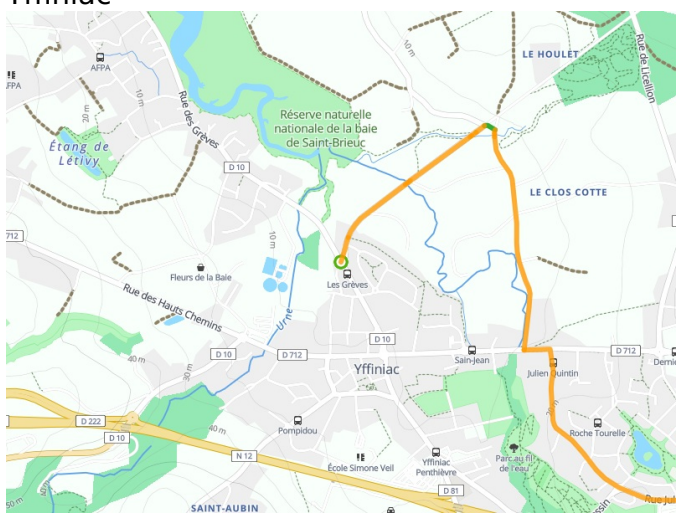 Yffiniac
AFPA
AFPA
20 m
10 m
Rue des Grèves
10 m
LE HOULET
Rue de Licellion
Étang de
Létivy
Réserve naturelle
nationale de la baie
de Saint-Brieuc
D 10
LE CLOS COTTE
712
10 m
Fleurs de la Baie
Les Grèves
Rue des Hauts Chemins
Urne
D 10
D 10
D 712
Sain-Jean
D 712
40 m
30 m
Yffiniac
Julien Quintin
D 222
D 10
40 m
Pompidou
Roche Tourelle
N 12
École Simone Veil
Yffiniac
Penthièvre
Parc au fil
de l'eau
D 81
50 m
SAINT-AUBIN